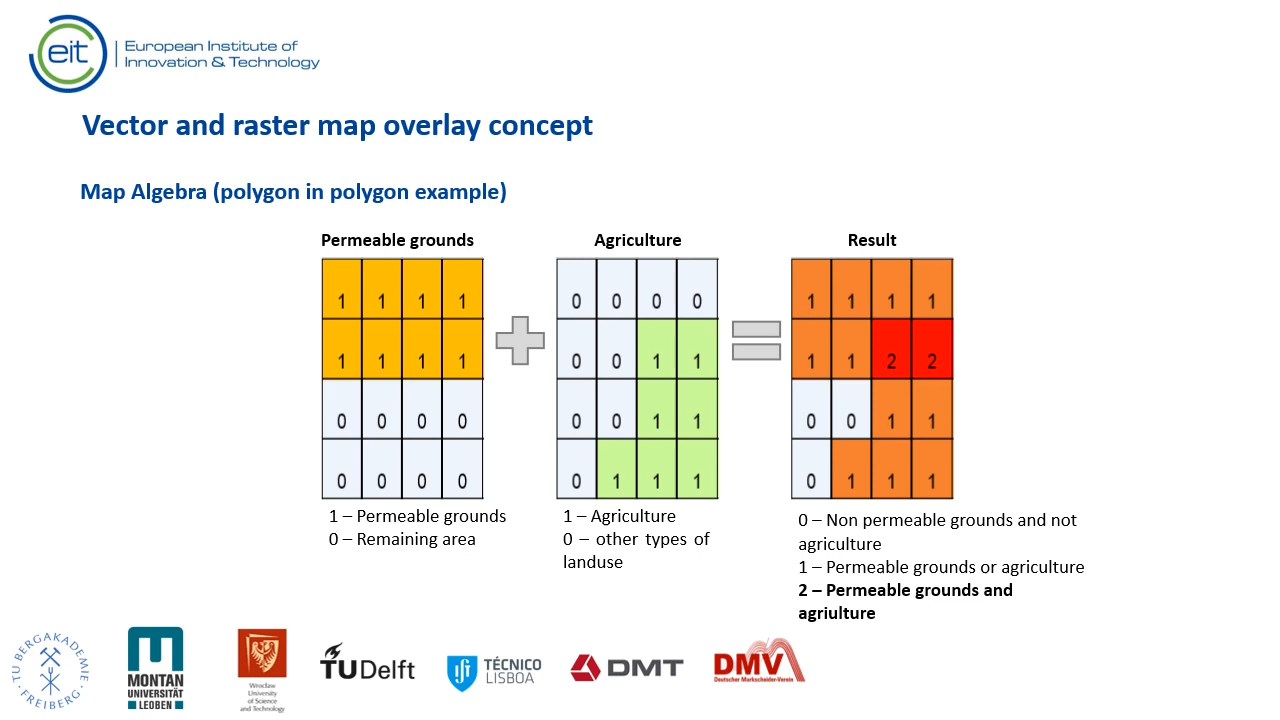 eit
European Institute of
Innovation & Technology
Vector and raster map overlay concept
Map Algebra (polygon in polygon example)
Permeable grounds
1 1 1 1
1 1 1 1
0 0 0 0
0 0 0 0
1 – Permeable grounds
0 – Remaining area
Agriculture
0 0 0 0
0 0 1 1
0 0 1 1
0 1 1 1
1 – Agriculture
0 – other types of
landuse
Result
1 1 1 1
1 1 2 2
0 0 1 1
0 1 1 1
0 – Non permeable grounds and not
agriculture
1 – Permeable grounds or agriculture
2 – Permeable grounds and
agriulture
TU BERGAKADEMIE
FREIBERG
MONTAN
UNIVERSITÄT
LEOBEN
Wrocław
University
of Science
and Technology
TUDelft
TÉCNICO
LISBOA
DMT
DMV
Deutscher Markscheider-Verein